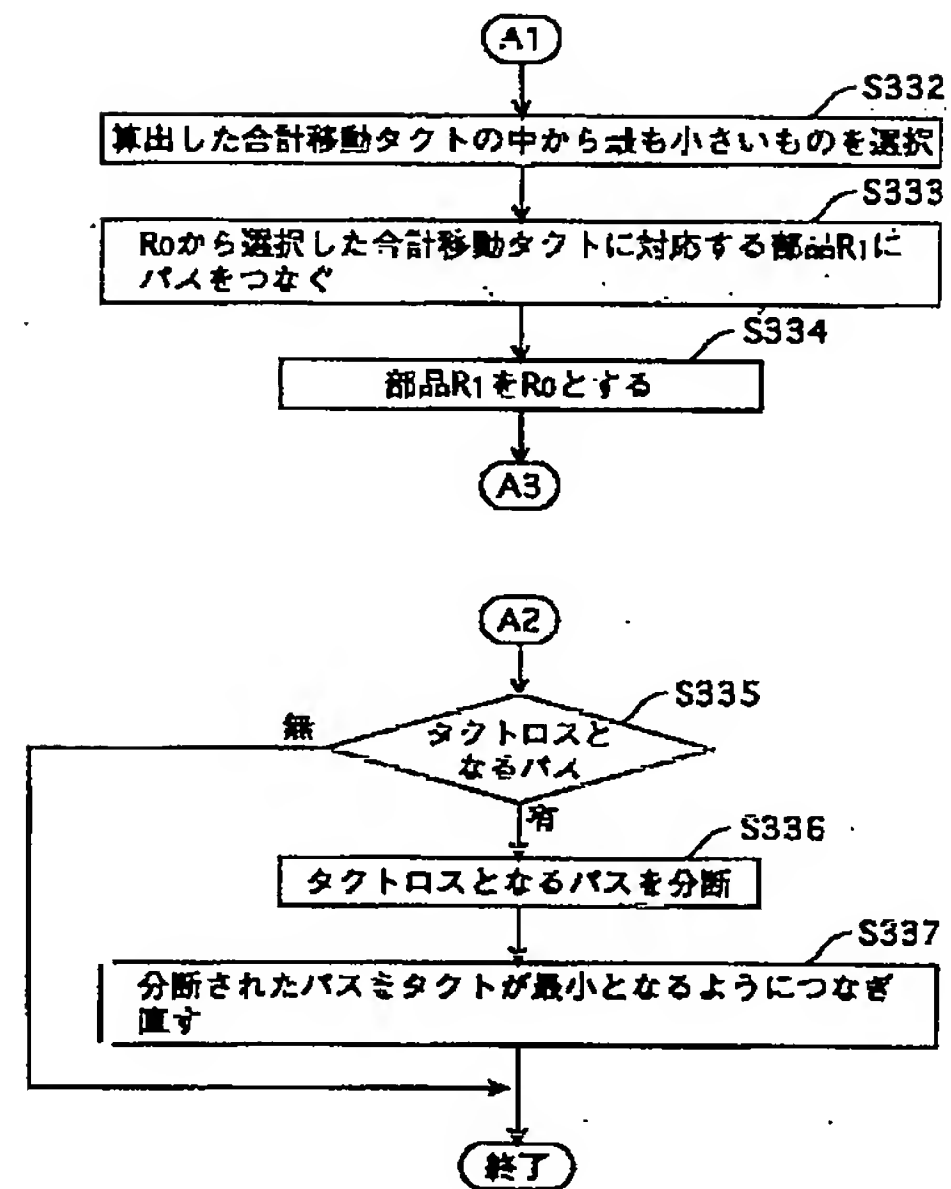 A1
S332
算出した合計移動タクトの中から最も小さいものを選択
S333
R0から選択した合計移動タクトに対応する部品R1に
パスをつなぐ
S334
部品R1をR0とする
A3
A2
S335
無
タクトロスと
なるパス
有
S336
タクトロスとなるパスを分断
S337
分断されたパスをタクトが最小となるようにつなぎ
直す
終了